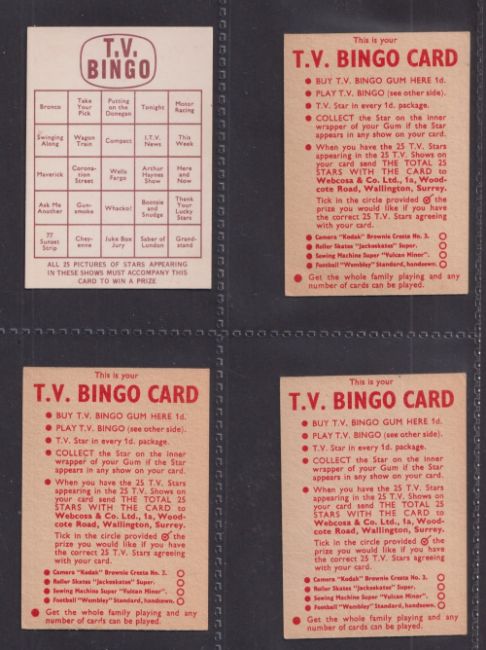 T.V.
BINGO
Bronco
Take Your Pick
Putting on the Donegan
Tonight
Motor Racing
Swinging Along
Wagon Train
Compact
I.T.V. News
This Week
Maverick
Corona-tion Street
Wells Fargo
Arthur Haynes Show
Here and Now
Ask Me Another
Gun-smoke
Whacko!
Bootsie and Snudge
Thank Your Lucky Stars
77 Sunset Strip
Chey-enne
Juke Box Jury
Saber of London
Grand-stand
ALL 25 PICTURES OF STARS APPEARING
IN THESE SHOWS MUST ACCOMPANY THIS
CARD TO WIN A PRIZE
This is your
T.V. BINGO CARD
BUY T.V. BINGO GUM HERE 1d.
PLAY T.V. BINGO (see other side).
T.V. Star in every 1d. package.
COLLECT the Star on the inner
wrapper of your Gum if the Star
appears in any show on your card.
When you have the 25 T.V. Stars
appearing in the 25 T.V. Shows on
your card send THE TOTAL 25
STARS WITH THE CARD to
Webcosa & Co. Ltd., 1a, Wood-
cote Road, Wallington, Surrey.
Tick in the circle provided the
prize you would like if you have
the correct 25 T.V. Stars agreeing
with your card.
Camera "Kodak" Brownie Cresta No. 3.
Roller Skates "Jackoskates" Super.
Sewing Machine Super "Vulcan Minor".
Football "Wembley" Standard, handsewn.
Get the whole family playing and any
number of cards can be played.
This is your
T.V. BINGO CARD
BUY T.V. BINGO GUM HERE 1d.
PLAY T.V. BINGO (see other side).
T.V. Star in every 1d. package.
COLLECT the Star on the inner
wrapper of your Gum if the Star
appears in any show on your card.
When you have the 25 T.V. Stars
appearing in the 25 T.V. Shows on
your card send THE TOTAL 25
STARS WITH THE CARD to
Webcosa & Co. Ltd., 1a, Wood-
cote Road, Wallington, Surrey.
Tick in the circle provided the
prize you would like if you have
the correct 25 T.V. Stars agreeing
with your card.
Camera "Kodak" Brownie Cresta No. 3.
Roller Skates "Jackoskates" Super.
Sewing Machine Super "Vulcan Minor".
Football "Wembley" Standard, handsewn.
Get the whole family playing and any
number of cards can be played.
This is your
T.V. BINGO CARD
BUY T.V. BINGO GUM HERE 1d.
PLAY T.V. BINGO (see other side).
T.V. Star in every 1d. package.
COLLECT the Star on the inner
wrapper of your Gum if the Star
appears in any show on your card.
When you have the 25 T.V. Stars
appearing in the 25 T.V. Shows on
your card send THE TOTAL 25
STARS WITH THE CARD to
Webcosa & Co. Ltd., 1a, Wood-
cote Road, Wallington, Surrey.
Tick in the circle provided the
prize you would like if you have
the correct 25 T.V. Stars agreeing
with your card.
Camera "Kodak" Brownie Cresta No. 3.
Roller Skates "Jackoskates" Super.
Sewing Machine Super "Vulcan Minor".
Football "Wembley" Standard, handsewn.
Get the whole family playing and any
number of cards can be played.